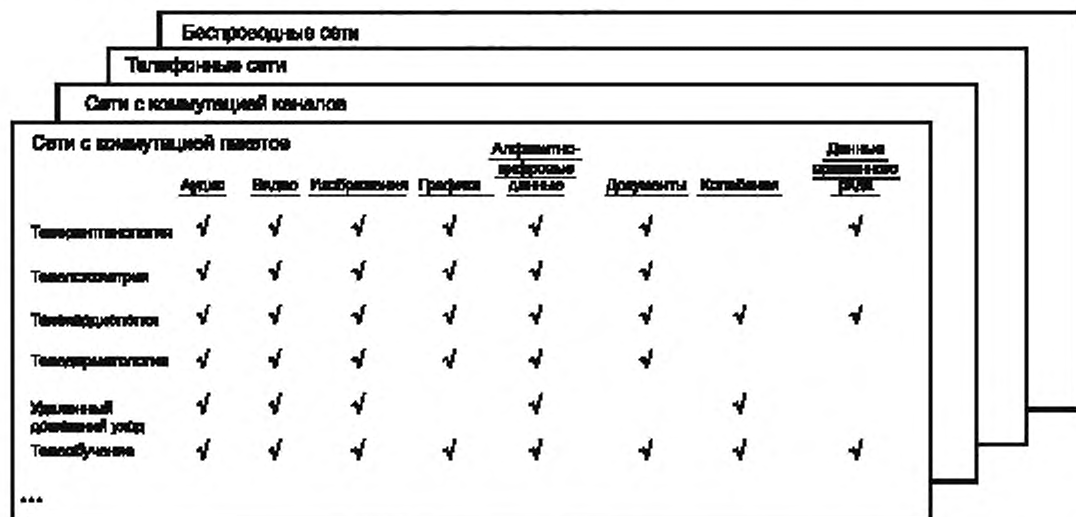 Беспроводные сети
Телефонные сети
Сети с коммутацией каналов
Сети с коммутацией пакетов
Аудио Видео Изображения Графика Алфавитно-цифровые данные Документы Колебания Данные временного ряда
Телерентгенология √ √ √ √ √ √ √
Телепсихиатрия √ √ √ √ √ √
Телекардиология √ √ √ √ √ √ √ √
Теледерматология √ √ √ √ √ √
Удаленный домашний уход √ √ √ √ √
Телеобучение √ √ √ √ √ √ √ √
...